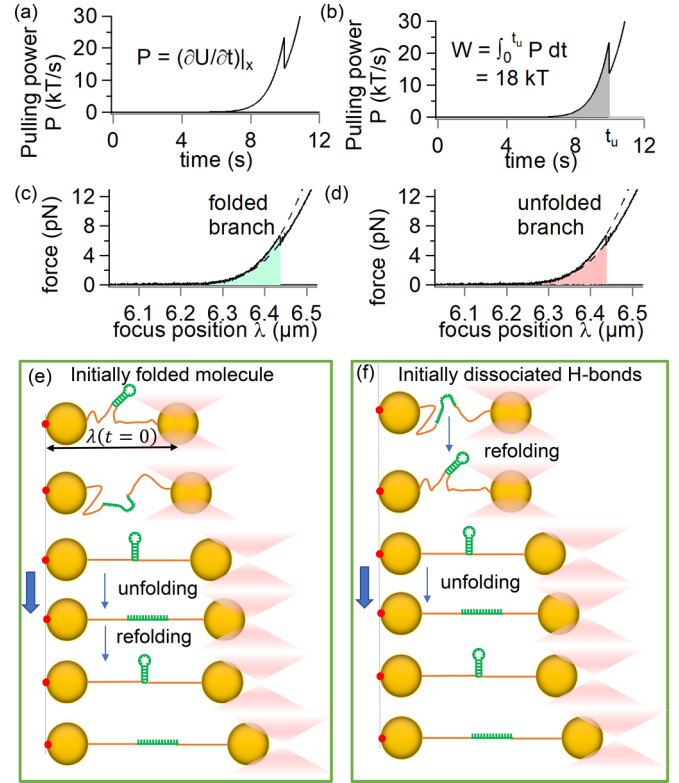 (a)
30
20
10
0
Pulling power
P (kT/s)
P = (∂U/∂t)|x
0 4 8 12
time (s)
(b)
30
20
10
0
Pulling power
P (kT/s)
W = ∫₀ᵗᵘ P dt
= 18 kT
0 4 8 12
time (s)
tᵤ
(c)
12
8
4
0
force (pN)
folded
branch
6.1 6.2 6.3 6.4 6.5
focus position λ (μm)
(d)
12
8
4
0
force (pN)
unfolded
branch
6.1 6.2 6.3 6.4 6.5
focus position λ (μm)
(e) Initially folded molecule
λ(t = 0)
unfolding
refolding
(f) Initially dissociated H-bonds
refolding
unfolding